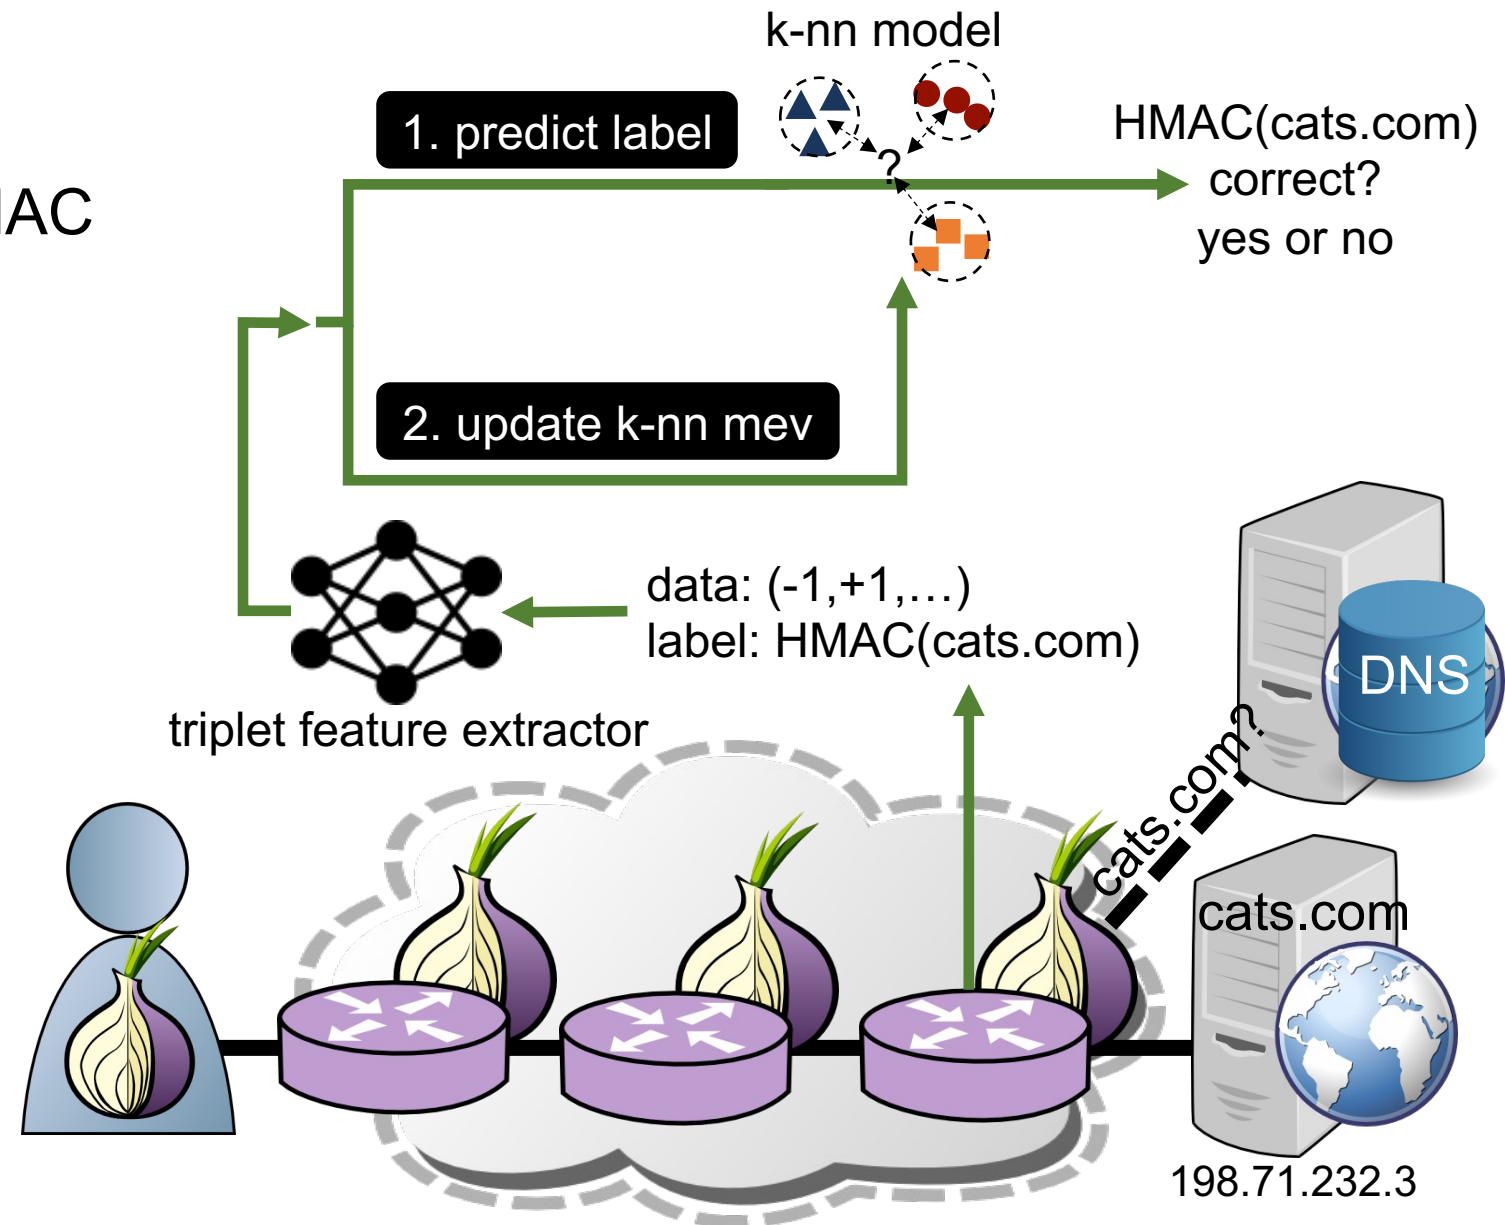 k-nn model
1. predict label
HMAC(cats.com)
correct?
yes or no
?
2. update k-nn mev
data: (-1,+1,…)
label: HMAC(cats.com)
triplet feature extractor
DNS
cats.com?
cats.com
198.71.232.3